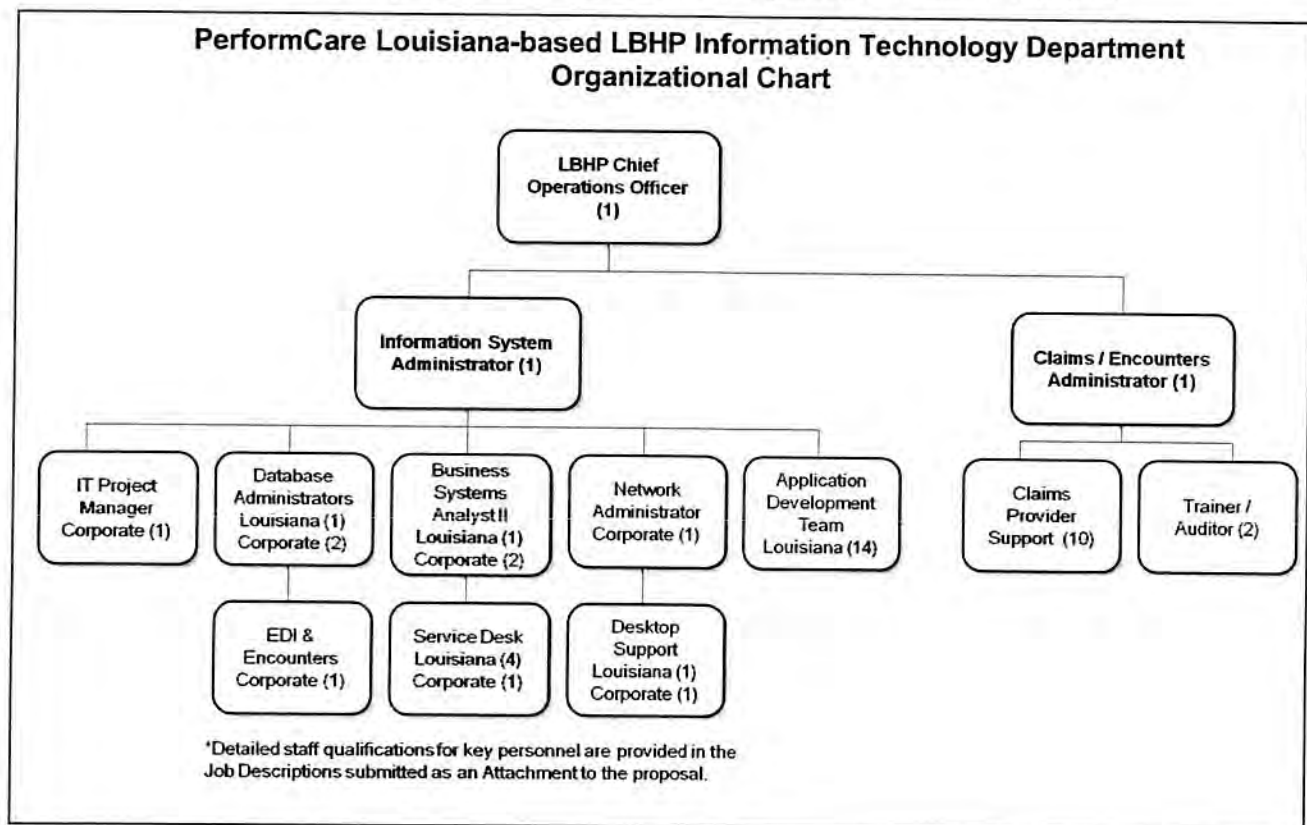 PerformCare Louisiana-based LBHP Information Technology Department
Organizational Chart
LBHP Chief
Operations Officer
(1)
Information System
Administrator (1)
Claims / Encounters
Administrator (1)
IT Project
Manager
Corporate (1)
Database
Administrators
Louisiana (1)
Corporate (2)
Business
Systems
Analyst II
Louisiana (1)
Corporate (2)
Network
Administrator
Corporate (1)
Application
Development
Team
Louisiana (14)
Claims
Provider
Support (10)
Trainer /
Auditor (2)
EDI &
Encounters
Corporate (1)
Service Desk
Louisiana (4)
Corporate (1)
Desktop
Support
Louisiana (1)
Corporate (1)
*Detailed staff qualifications for key personnel are provided in the
Job Descriptions submitted as an Attachment to the proposal.